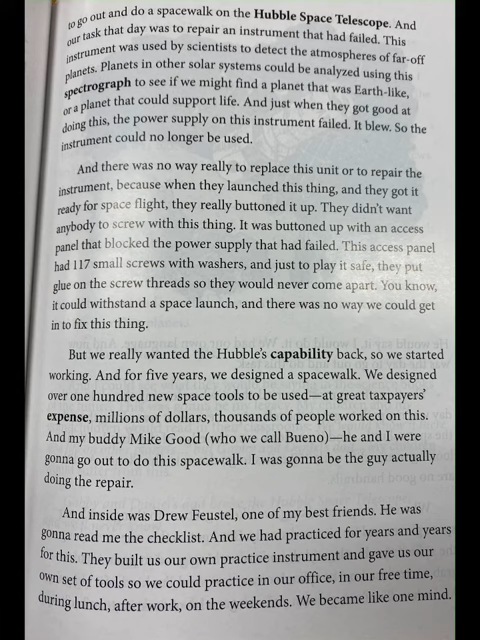 to go out and do a spacewalk on the Hubble Space Telescope. And
our task that day was to repair an instrument that had failed. This
instrument was used by scientists to detect the atmospheres of far-off
planets. Planets in other solar systems could be analyzed using this
spectrograph to see if we might find a planet that was Earth-like,
or a planet that could support life. And just when they got good at
doing this, the power supply on this instrument failed. It blew. So the
instrument could no longer be used.
And there was no way really to replace this unit or to repair the
instrument, because when they launched this thing, and they got it
ready for space flight, they really buttoned it up. They didn't want
anybody to screw with this thing. It was buttoned up with an access
panel that blocked the power supply that had failed. This access panel
had 117 small screws with washers, and just to play it safe, they put
glue on the screw threads so they would never come apart. You know,
it could withstand a space launch, and there was no way we could get
in to fix this thing.
But we really wanted the Hubble's capability back, so we started
working. And for five years, we designed a spacewalk. We designed
over one hundred new space tools to be used—at great taxpayers'
expense, millions of dollars, thousands of people worked on this.
And my buddy Mike Good (who we call Bueno)—he and I were
gonna go out to do this spacewalk. I was gonna be the guy actually
doing the repair.
And inside was Drew Feustel, one of my best friends. He was
gonna read me the checklist. And we had practiced for years and years
for this. They built us our own practice instrument and gave us our
own set of tools so we could practice in our office, in our free time,
during lunch, after work, on the weekends. We became like one mind.